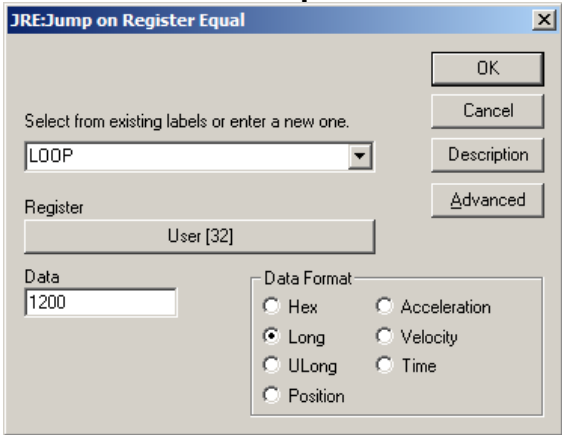 JRE:Jump on Register Equal
OK
Select from existing labels or enter a new one.
Cancel
LOOP
Description
Register
Advanced
User [32]
Data
Data Format
1200
Hex
Acceleration
Long
Velocity
ULong
Time
Position